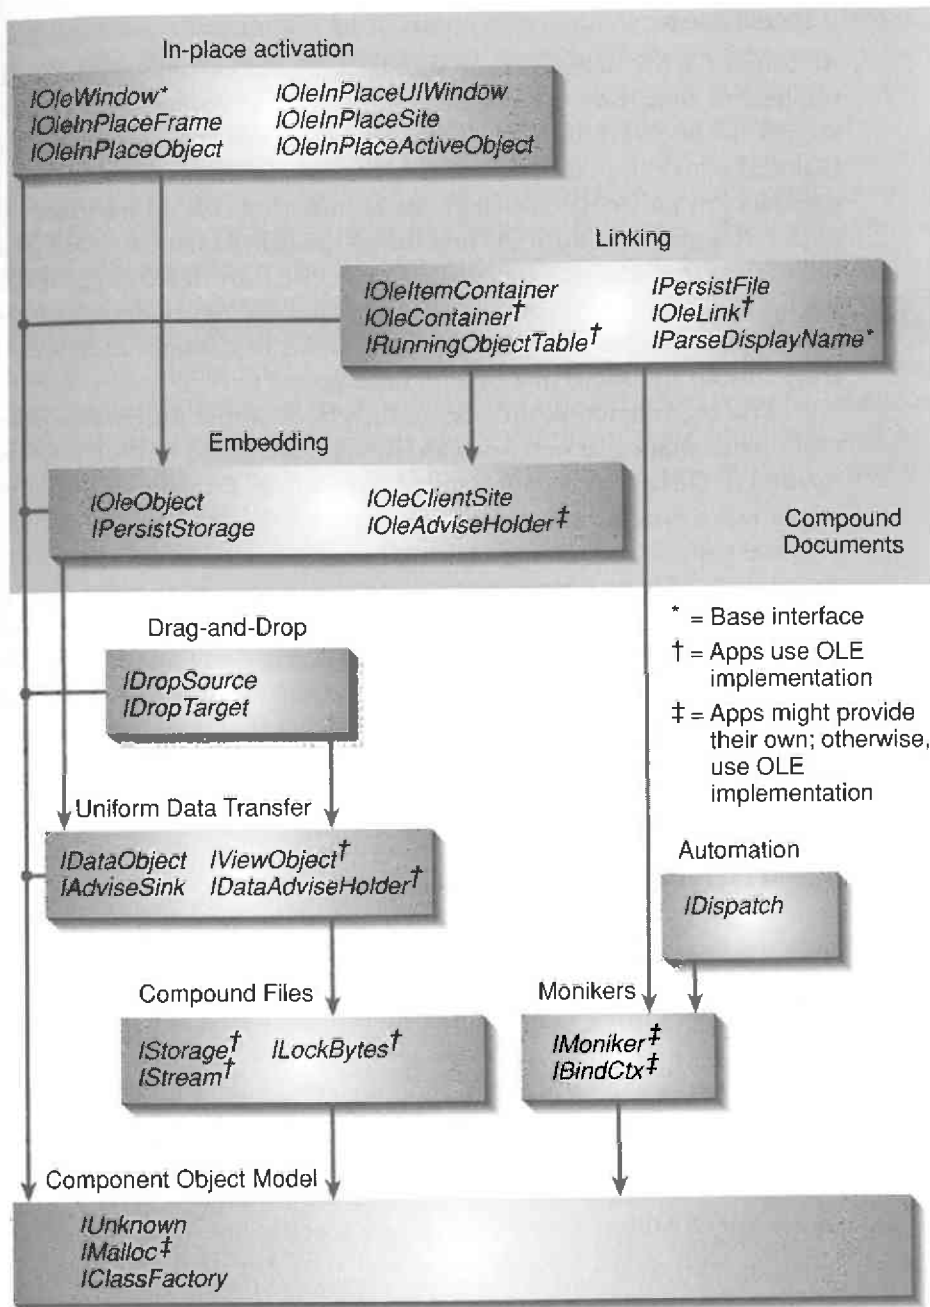 In-place activation
IOleWindow* IOleInPlaceUIWindow
IOleInPlaceFrame IOleInPlaceSite
IOleInPlaceObject IOleInPlaceActiveObject
Linking
IOleItemContainer IPersistFile
IOleContainer† IOleLink†
IRunningObjectTable† IParseDisplayName*
Embedding
IOleObject IOleClientSite
IPersistStorage IOleAdviseHolder‡
Compound
Documents
* = Base interface
† = Apps use OLE
implementation
‡ = Apps might provide
their own; otherwise,
use OLE
implementation
Drag-and-Drop
IDropSource
IDropTarget
Uniform Data Transfer
IDataObject IViewObject†
IAdviseSink IDataAdviseHolder†
Automation
IDispatch
Compound Files
IStorage† ILockBytes†
IStream†
Monikers
IMoniker‡
IBindCtx‡
Component Object Model
IUnknown
IMalloc‡
IClassFactory